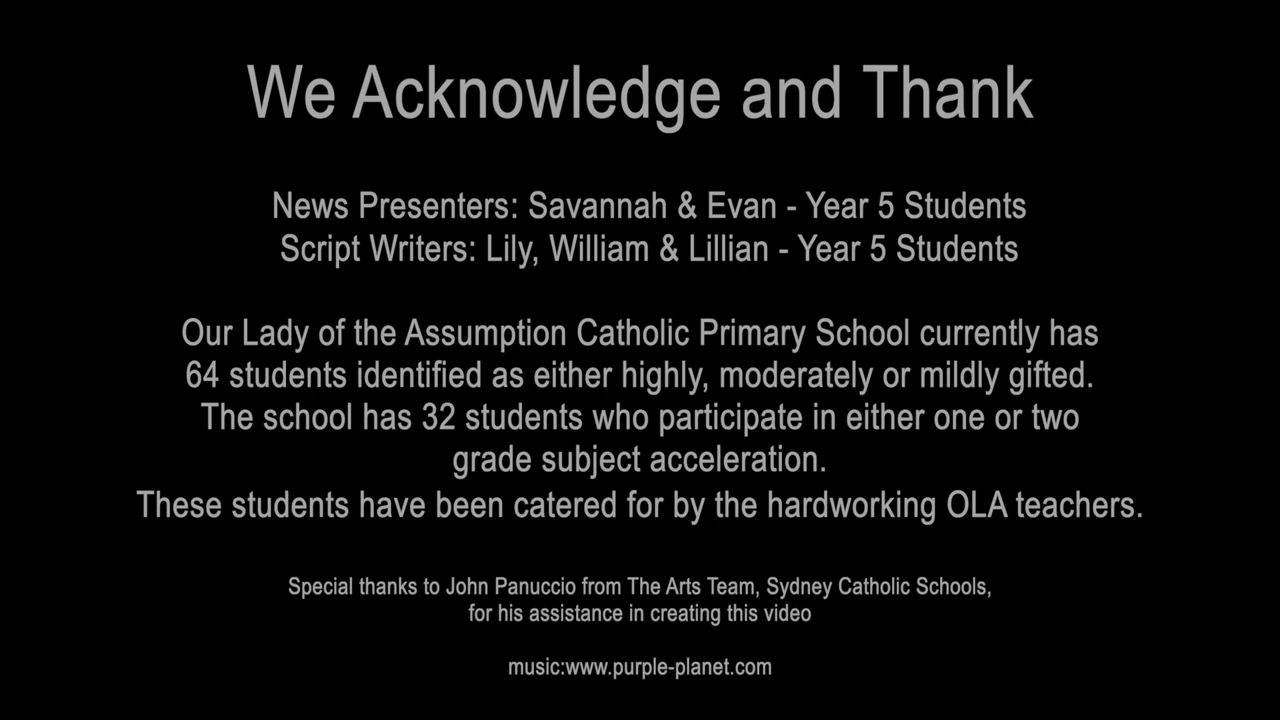 We Acknowledge and Thank
News Presenters: Savannah & Evan - Year 5 Students
Script Writers: Lily, William & Lillian - Year 5 Students
Our Lady of the Assumption Catholic Primary School currently has
64 students identified as either highly, moderately or mildly gifted.
The school has 32 students who participate in either one or two
grade subject acceleration.
These students have been catered for by the hardworking OLA teachers.
Special thanks to John Panuccio from The Arts Team, Sydney Catholic Schools,
for his assistance in creating this video
music:www.purple-planet.com